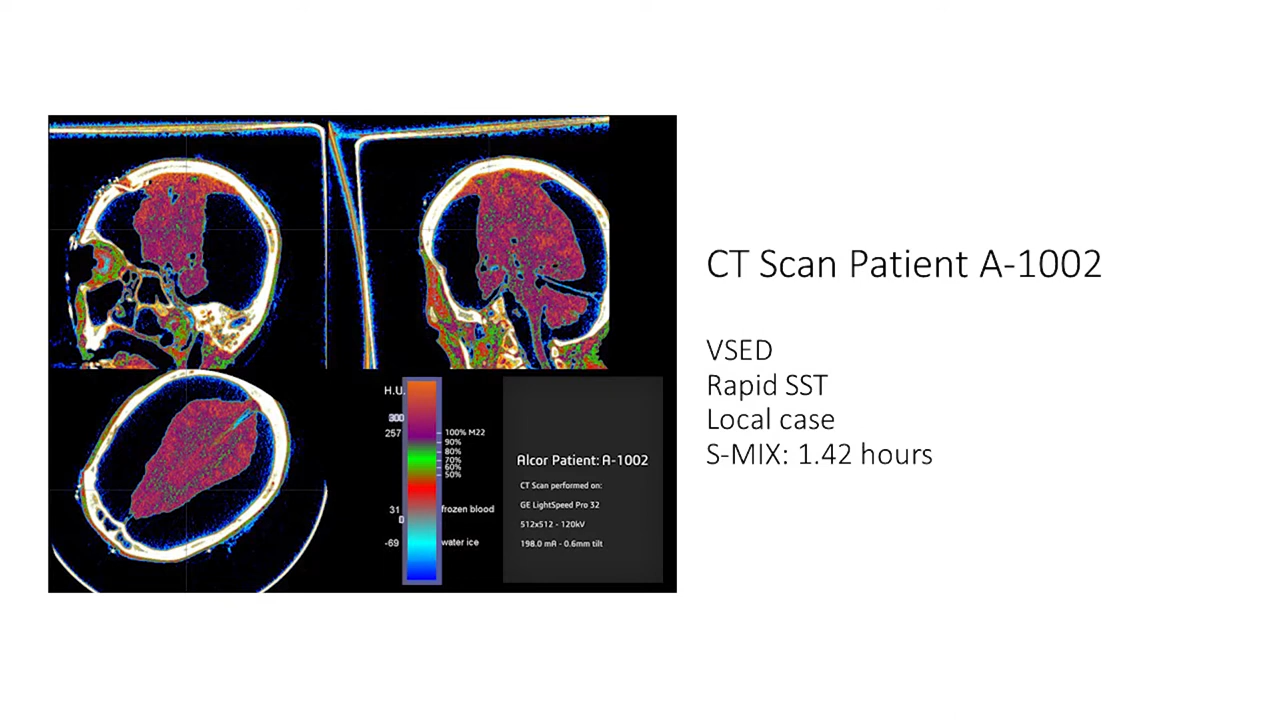 CT Scan Patient A-1002
VSED
Rapid SST
Local case
S-MIX: 1.42 hours
H.U.
300
257
31
0
-69
100% M22
90%
80%
70%
60%
50%
frozen blood
water ice
Alcor Patient: A-1002
CT Scan performed on:
GE LightSpeed Pro 32
512x512 - 120kV
198.0 mA - 0.6mm tilt